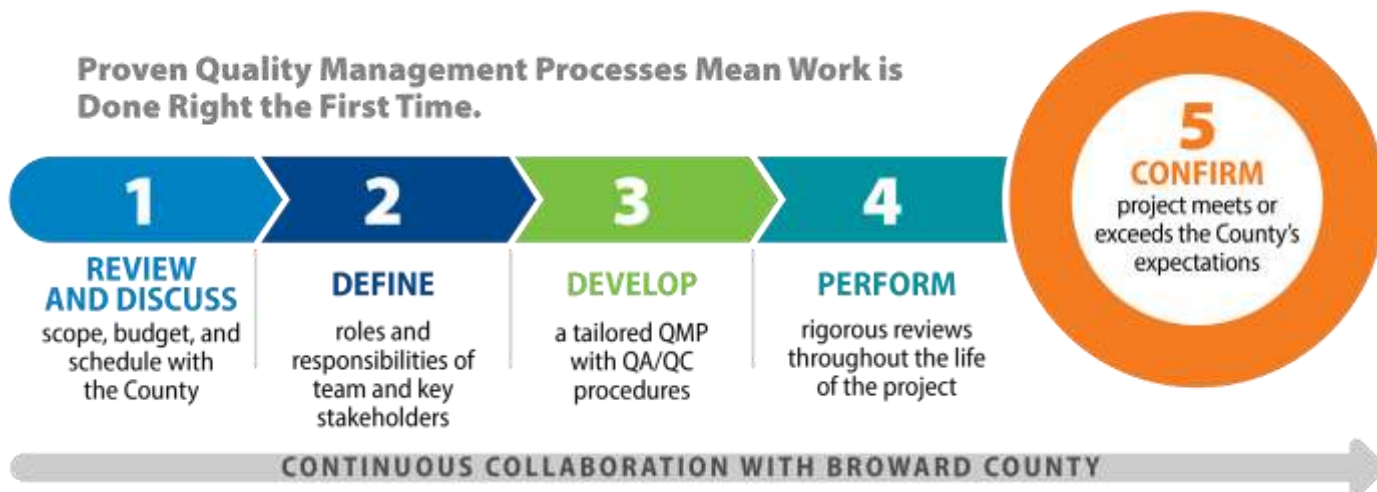 Proven Quality Management Processes Mean Work is
Done Right the First Time.
1
REVIEW
AND DISCUSS
scope, budget, and
schedule with
the County
2
DEFINE
roles and
responsibilities of
team and key
stakeholders
3
DEVELOP
a tailored QMP
with QA/QC
procedures
4
PERFORM
rigorous reviews
throughout the life
of the project
5
CONFIRM
project meets or
exceeds the County's
expectations
CONTINUOUS COLLABORATION WITH BROWARD COUNTY